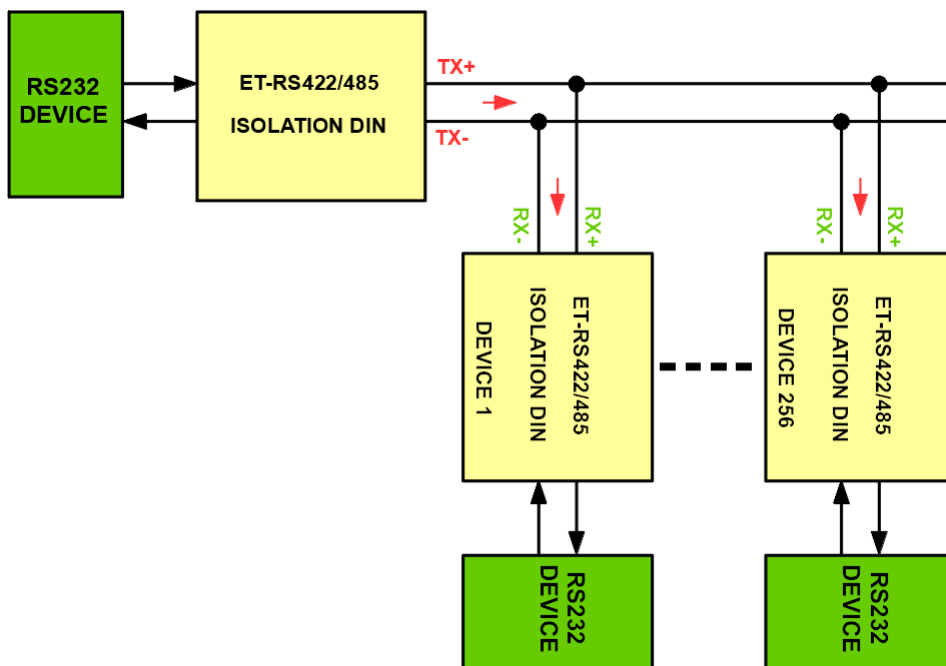 RS232
DEVICE
ET-RS422/485
ISOLATION DIN
TX+
TX-
RX-
RX+
RX-
RX+
ET-RS422/485
ISOLATION DIN
DEVICE 1
ET-RS422/485
ISOLATION DIN
DEVICE 256
RS232
DEVICE
RS232
DEVICE